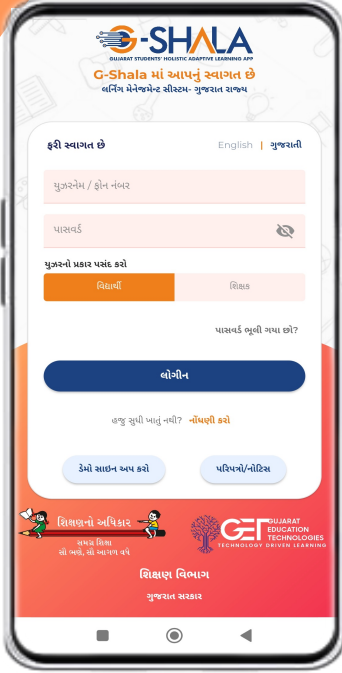 G-SHALA
GUJARAT STUDENTS' HOLISTIC ADAPTIVE LEARNING APP
G-Shala માં આપનું સ્વાગત છે
લર્નિંગ મેનેજમેન્ટ સીસ્ટમ- ગુજરાત રાજ્ય
ફરી સ્વાગત છે
English | ગુજરાતી
યુઝરનેમ / ફોન નંબર
પાસવર્ડ
યુઝરનો પ્રકાર પસંદ કરો
વિદ્યાર્થી શિક્ષક
પાસવર્ડ ભૂલી ગયા છો?
લોગીન
હજુ સુધી ખાતું નથી? નોંધણી કરો
ડેમો સાઇન અપ કરો
પરિપત્રો/નોટિસ
શિક્ષણનો અધિકાર
સમગ્ર શિક્ષા
સૌ ભણે, સૌ આગળ વધે
GET GUJARAT
EDUCATION
TECHNOLOGIES
TECHNOLOGY DRIVEN LEARNING
શિક્ષણ વિભાગ
ગુજરાત સરકાર